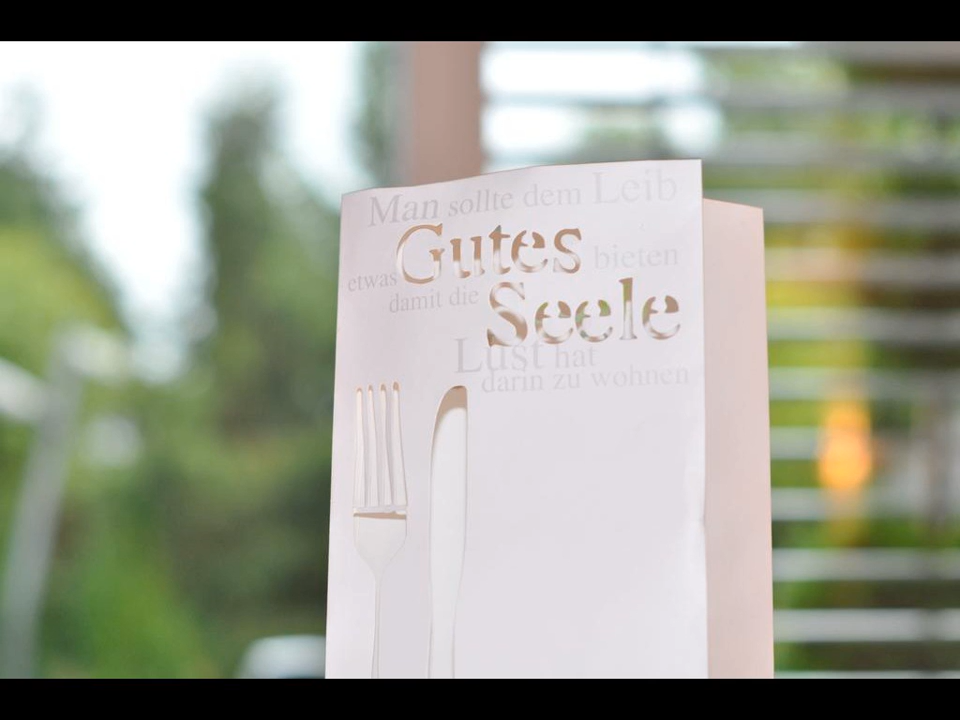 Man sollte dem Leib
etwas Gutes bieten
damit die Seele
Lust hat
darin zu wohnen